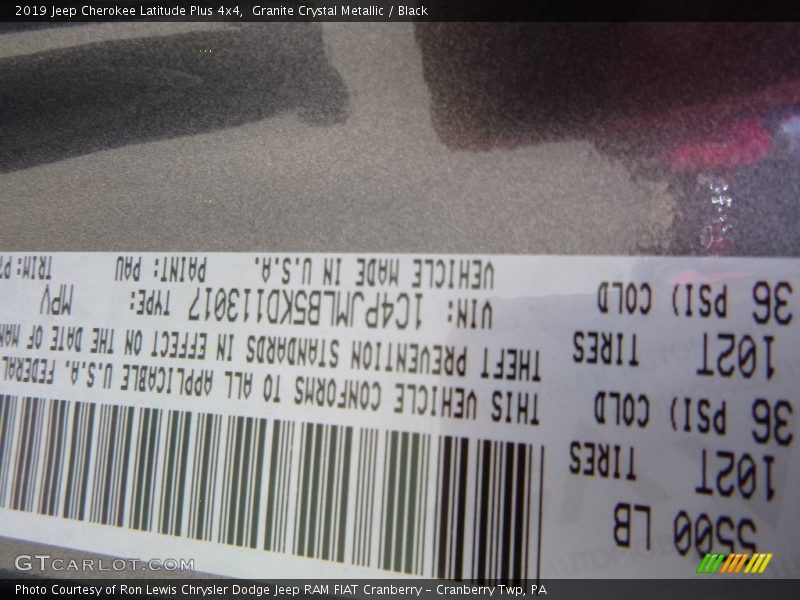 2019 Jeep Cherokee Latitude Plus 4x4, Granite Crystal Metallic / Black
5500 LB
102T TIRES
36 PSI) COLD
102T TIRES
36 PSI) COLD
THIS VEHICLE CONFORMS TO ALL APPLICABLE U.S.A. FEDERAL
THEFT PREVENTION STANDARDS IN EFFECT ON THE DATE OF MAN
VIN: 1C4PJMLB5KD113017 TYPE: MPV
VEHICLE MADE IN U.S.A. PAINT: PAU TRIM: P7
GTCARLOT.COM
Photo Courtesy of Ron Lewis Chrysler Dodge Jeep RAM FIAT Cranberry - Cranberry Twp, PA